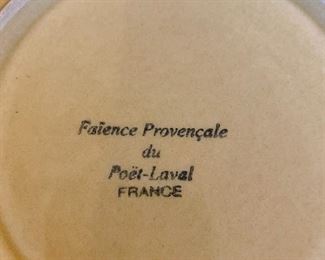 Faïence Provençale
du
Poët-Laval
FRANCE